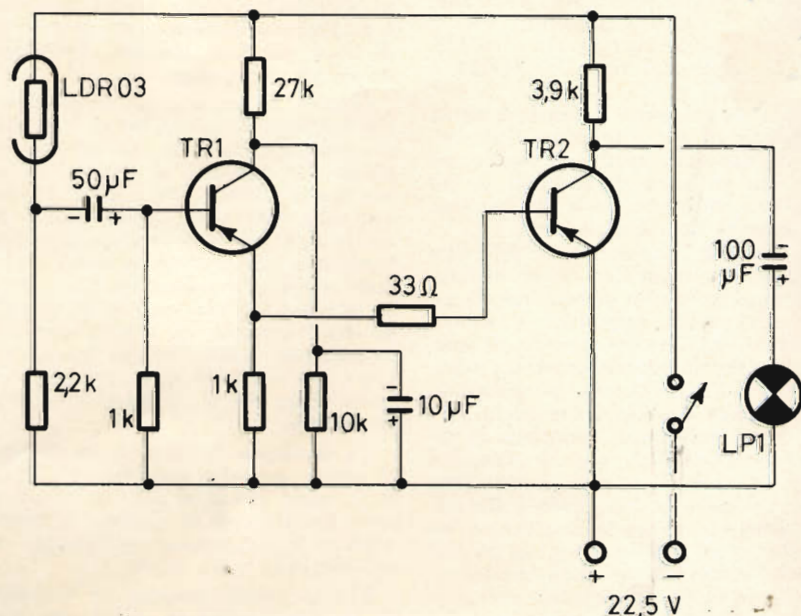 LDR03
27k
3,9k
TR1
TR2
50µF
-
+
33Ω
100
µF
-
+
2,2k
1k
1k
10k
-
+
10µF
LP1
+
-
22,5 V